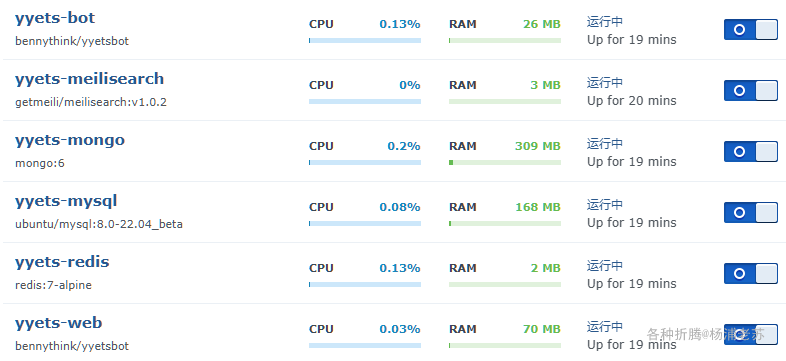 yyets-bot CPU 0.13% RAM 26 MB 运行中
bennythink/yyetsbot Up for 19 mins
yyets-meilisearch CPU 0% RAM 3 MB 运行中
getmeili/meilisearch:v1.0.2 Up for 20 mins
yyets-mongo CPU 0.2% RAM 309 MB 运行中
mongo:6 Up for 19 mins
yyets-mysql CPU 0.08% RAM 168 MB 运行中
ubuntu/mysql:8.0-22.04_beta Up for 19 mins
yyets-redis CPU 0.13% RAM 2 MB 运行中
redis:7-alpine Up for 19 mins
yyets-web CPU 0.03% RAM 70 MB 运行中
bennythink/yyetsbot Up for 19 mins
各种折腾@杨浦老苏